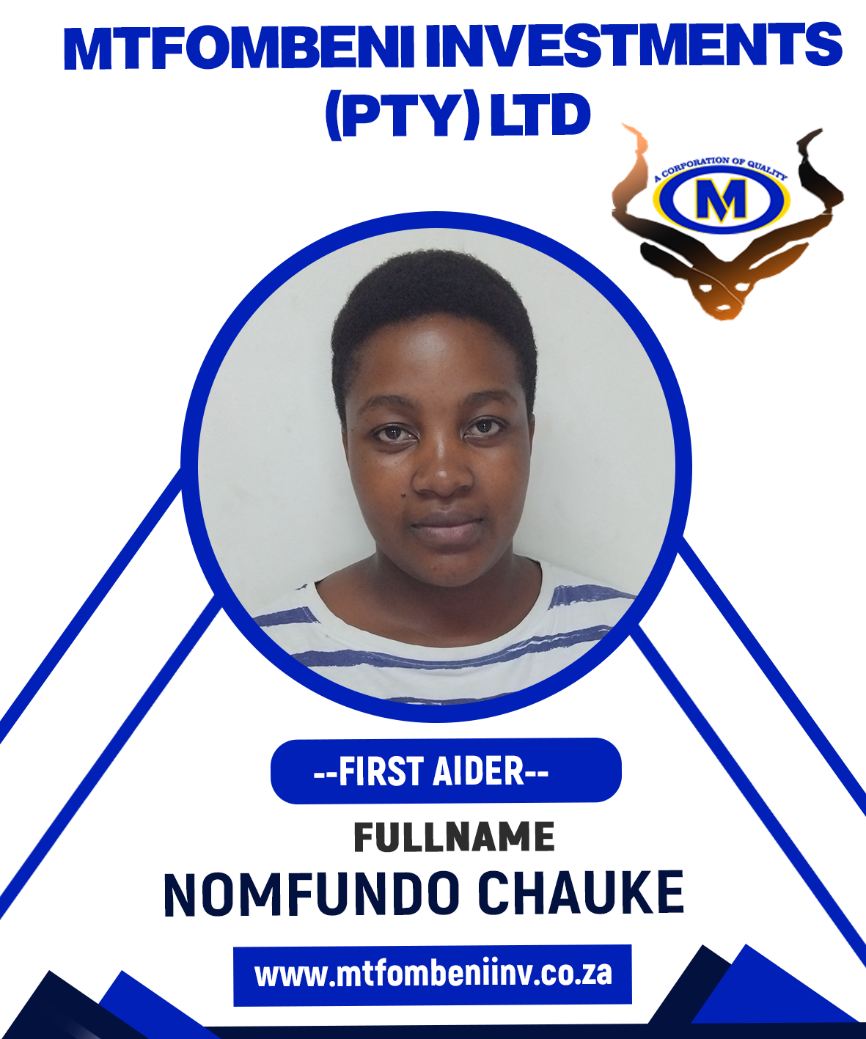 MTFOMBENI INVESTMENTS
(PTY) LTD
A CORPORATION OF QUALITY
M
--FIRST AIDER--
FULLNAME
NOMFUNDO CHAUKE
www.mtfombeniinv.co.za